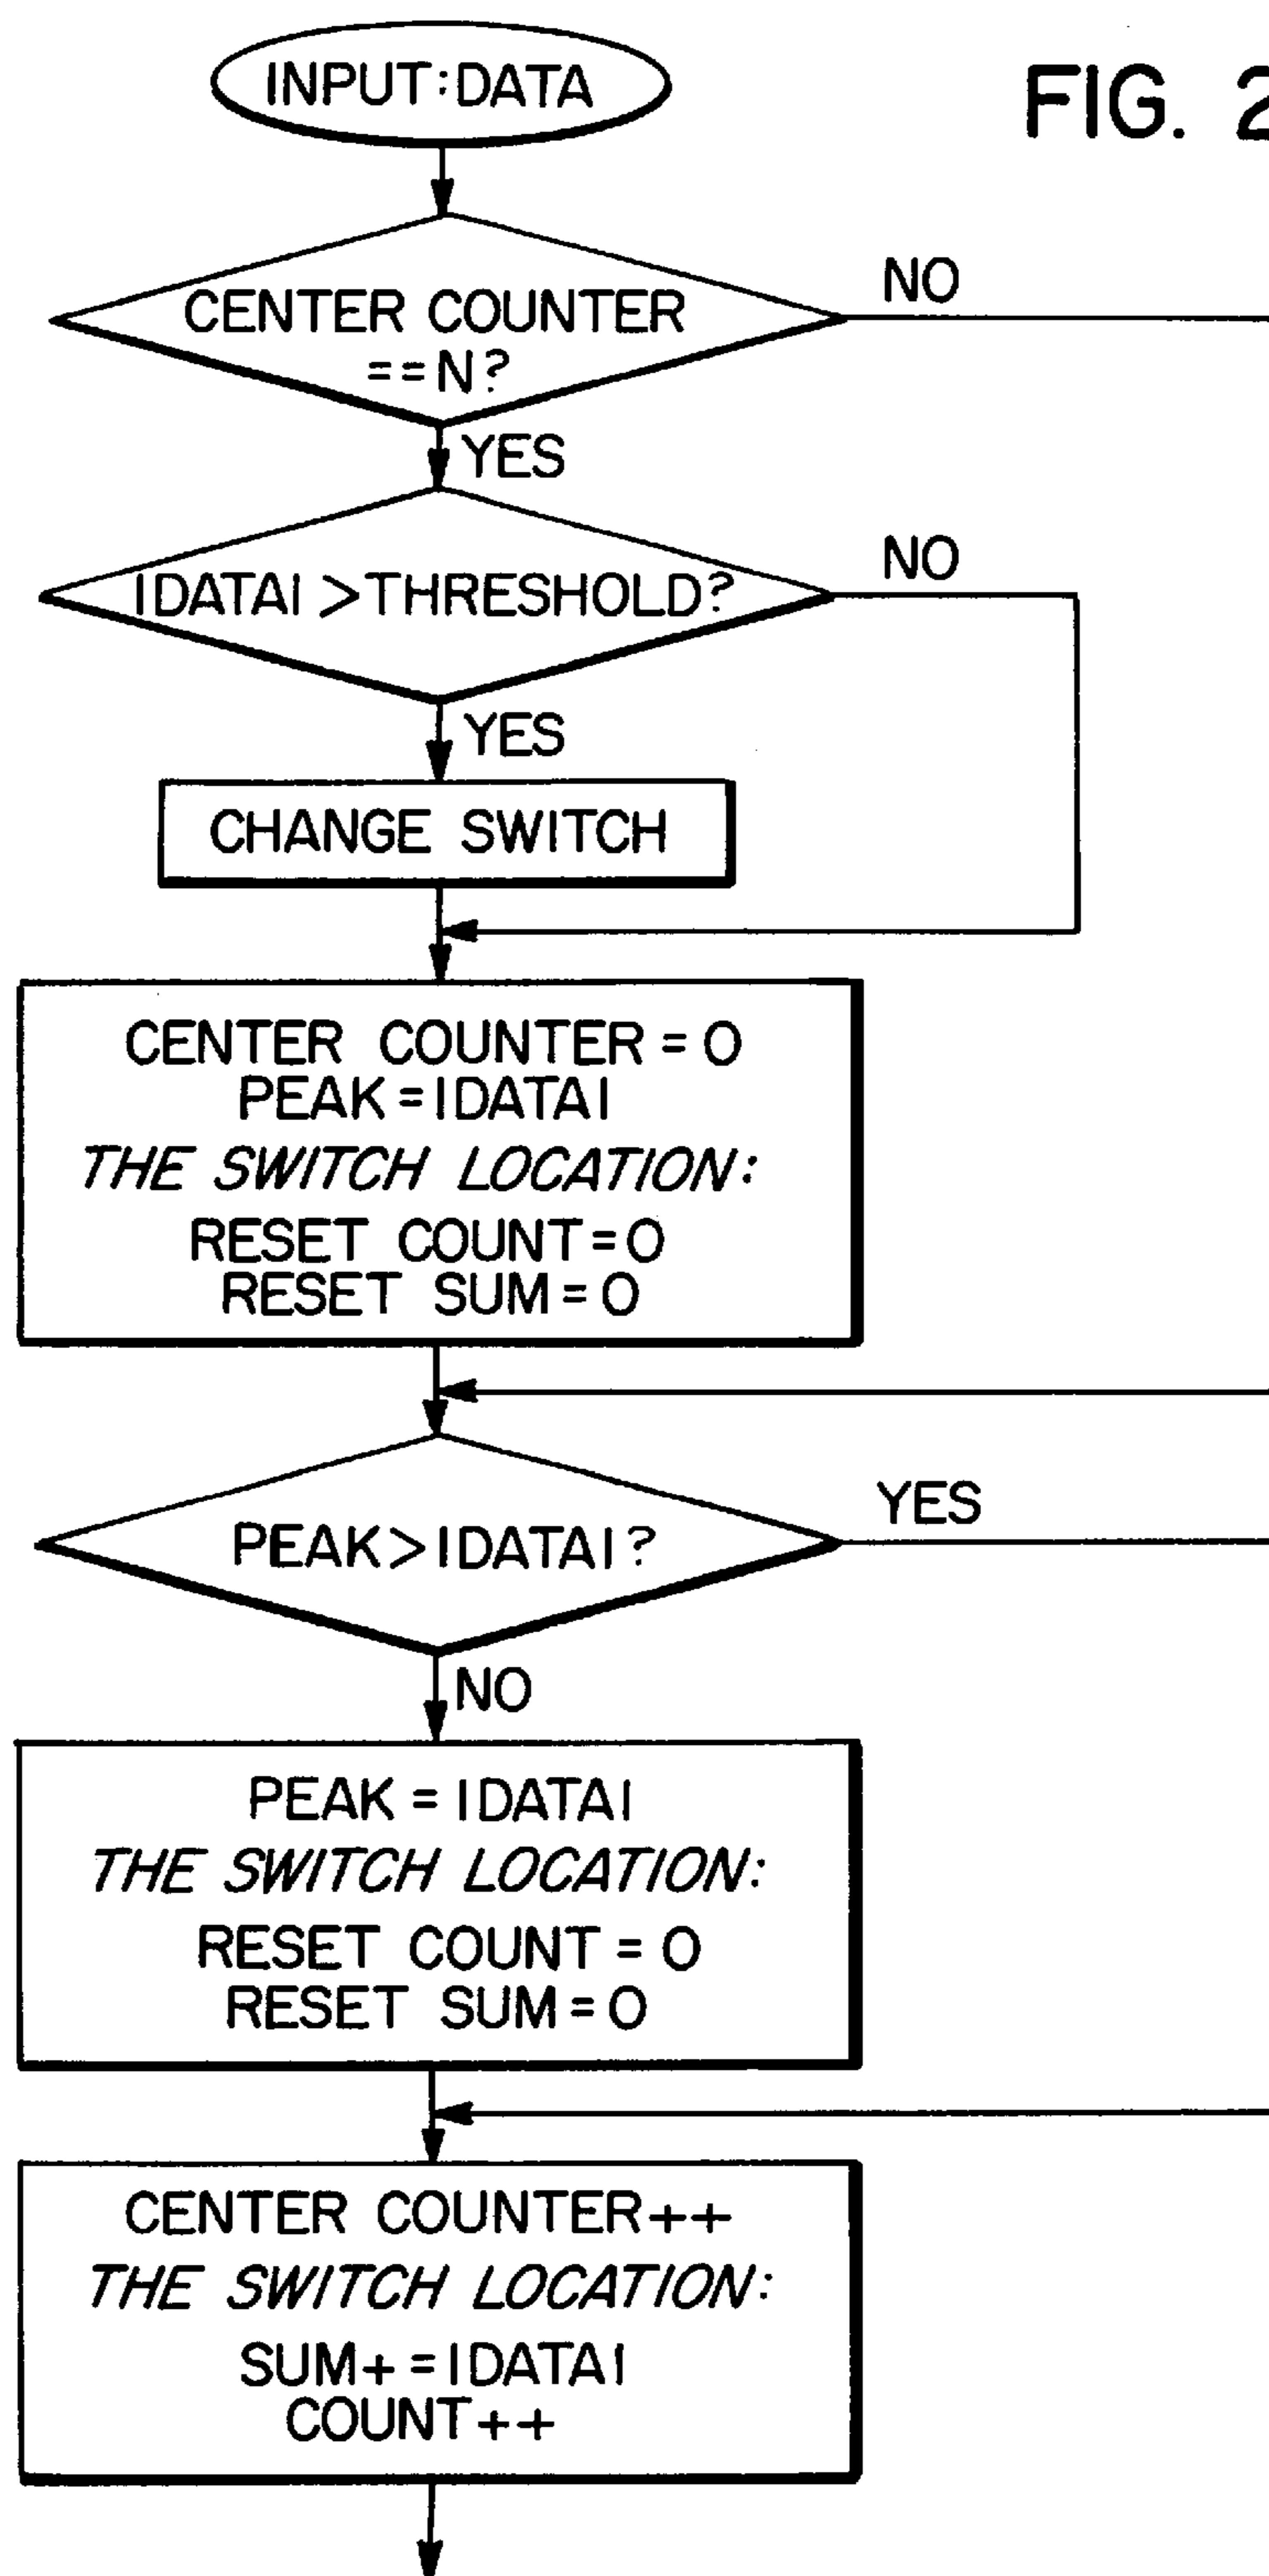 INPUT:DATA
FIG. 2
CENTER COUNTER
==N?
NO
YES
|DATA| >THRESHOLD?
NO
YES
CHANGE SWITCH
CENTER COUNTER = 0
PEAK = |DATA|
THE SWITCH LOCATION:
RESET COUNT = 0
RESET SUM = 0
PEAK > |DATA| ?
YES
NO
PEAK = |DATA|
THE SWITCH LOCATION:
RESET COUNT = 0
RESET SUM = 0
CENTER COUNTER++
THE SWITCH LOCATION:
SUM+ = |DATA|
COUNT++